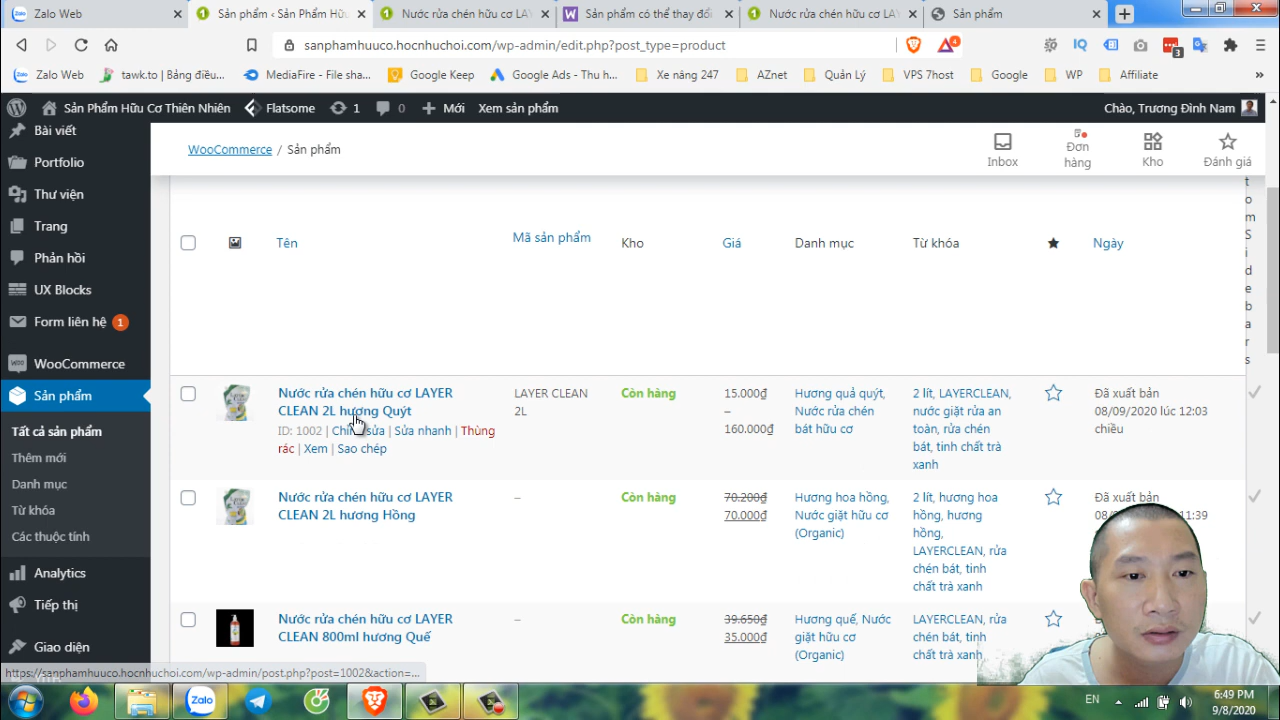 Zalo Web
Sản phẩm ‹ Sản Phẩm Hữu
Nước rửa chén hữu cơ LA
Sản phẩm có thể thay đổi
Nước rửa chén hữu cơ LA
Sản phẩm
sanphamhuuco.hocnhuchoi.com/wp-admin/edit.php?post_type=product
4
IQ
3
Zalo Web
tawk.to | Bảng điều...
MediaFire - File sha...
Google Keep
Google Ads - Thu h...
Xe nâng 247
AZnet
Quản Lý
VPS 7host
Google
WP
Affiliate
»
Sản Phẩm Hữu Cơ Thiên Nhiên
Flatsome
1
0
Mới
Xem sản phẩm
Chào, Trương Đình Nam
Bài viết
Portfolio
Thư viện
Trang
Phản hồi
UX Blocks
Form liên hệ 1
WooCommerce
Sản phẩm
Tất cả sản phẩm
Thêm mới
Danh mục
Từ khóa
Các thuộc tính
Analytics
Tiếp thị
Giao diện
WooCommerce / Sản phẩm
Inbox
Đơn
hàng
Kho
Đánh giá
t
o
m
S
i
d
e
b
a
r
s
Tên
Mã sản phẩm
Kho
Giá
Danh mục
Từ khóa
Ngày
Nước rửa chén hữu cơ LAYER
CLEAN 2L hương Quýt
ID: 1002 | Chỉnh sửa | Sửa nhanh | Thùng
rác | Xem | Sao chép
LAYER CLEAN
2L
Còn hàng
15.000₫
–
160.000₫
Hương quả quýt,
Nước rửa chén
bát hữu cơ
2 lít, LAYERCLEAN,
nước giặt rửa an
toàn, rửa chén
bát, tinh chất trà
xanh
Đã xuất bản
08/09/2020 lúc 12:03
chiều
Nước rửa chén hữu cơ LAYER
CLEAN 2L hương Hồng
–
Còn hàng
70.200₫
70.000₫
Hương hoa hồng,
Nước giặt hữu cơ
(Organic)
2 lít, hương hoa
hồng, hương
hồng,
LAYERCLEAN, rửa
chén bát, tinh
chất trà xanh
Đã xuất bản
11:39
Nước rửa chén hữu cơ LAYER
CLEAN 800ml hương Quế
–
Còn hàng
39.650₫
35.000₫
Hương quế, Nước
giặt hữu cơ
(Organic)
LAYERCLEAN, rửa
chén bát, tinh
chất trà xanh
https://sanphamhuuco.hocnhuchoi.com/wp-admin/post.php?post=1002&action=...
Zalo
EN
6:49 PM
9/8/2020